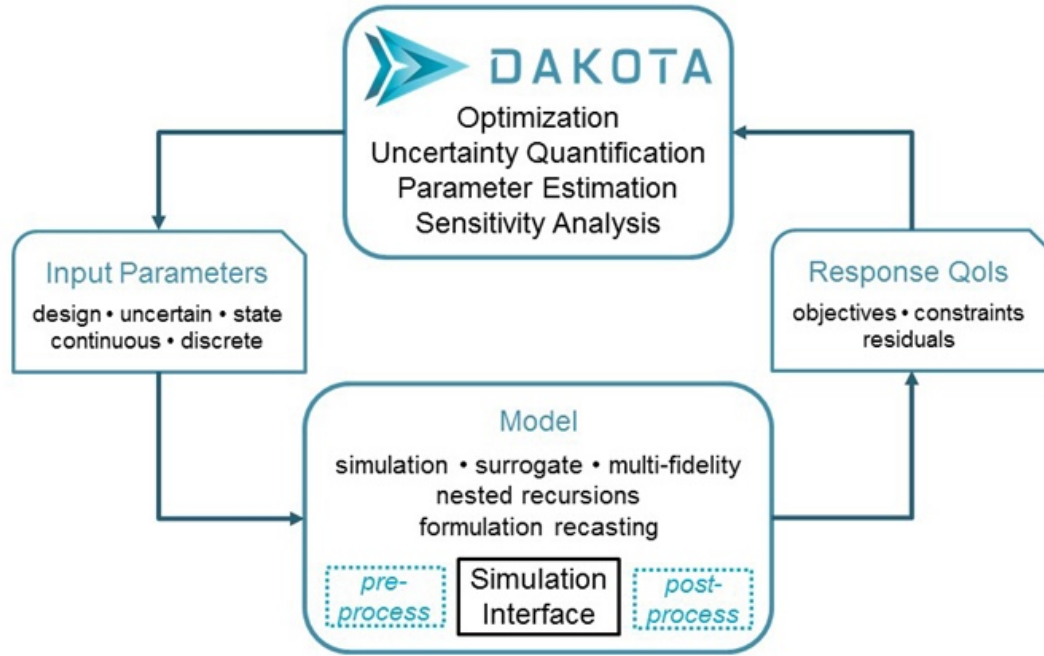 DAKOTA
Optimization
Uncertainty Quantification
Parameter Estimation
Sensitivity Analysis
Input Parameters
design • uncertain • state
continuous • discrete
Response QoIs
objectives • constraints
residuals
Model
simulation • surrogate • multi-fidelity
nested recursions
formulation recasting
pre-
process
Simulation
Interface
post-
process